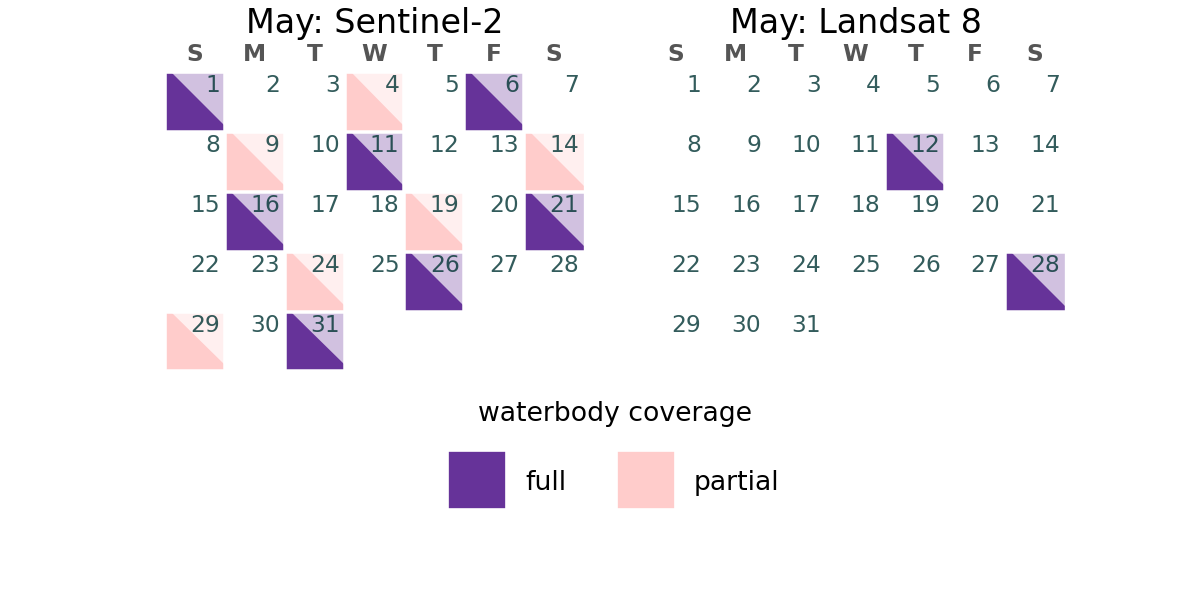 May: Sentinel-2
S M T W T F S
1 2 3 4 5 6 7
8 9 10 11 12 13 14
15 16 17 18 19 20 21
22 23 24 25 26 27 28
29 30 31
May: Landsat 8
S M T W T F S
1 2 3 4 5 6 7
8 9 10 11 12 13 14
15 16 17 18 19 20 21
22 23 24 25 26 27 28
29 30 31
waterbody coverage
full
partial